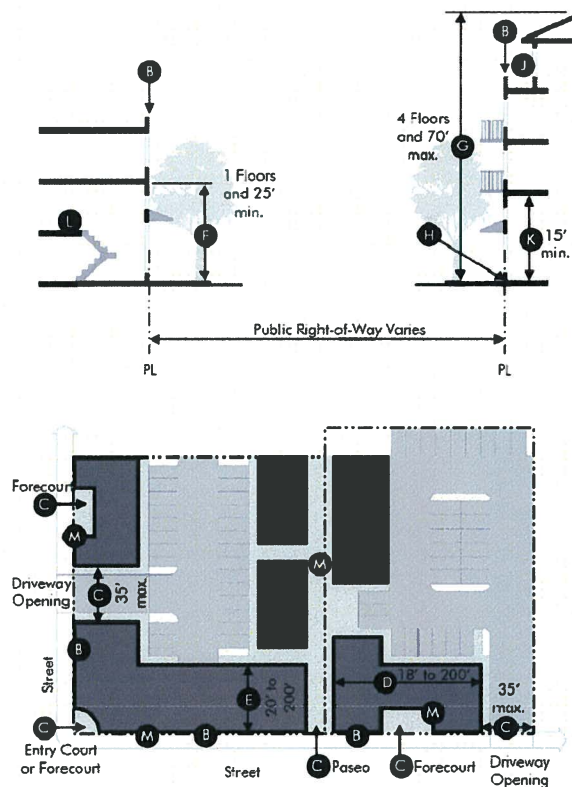 B
B
J
4 Floors
and 70'
max.
G
1 Floors
and 25'
min.
L
F
H
K
15'
min.
Public Right-of-Way Varies
PL
PL
Forecourt
C
M
M
Driveway
Opening
C
35'
max.
B
Street
E
20' to
200'
18' to 200'
D
M
35'
max.
C
C
Entry Court
or Forecourt
M
B
Street
C Paseo
B
C Forecourt
Driveway
Opening